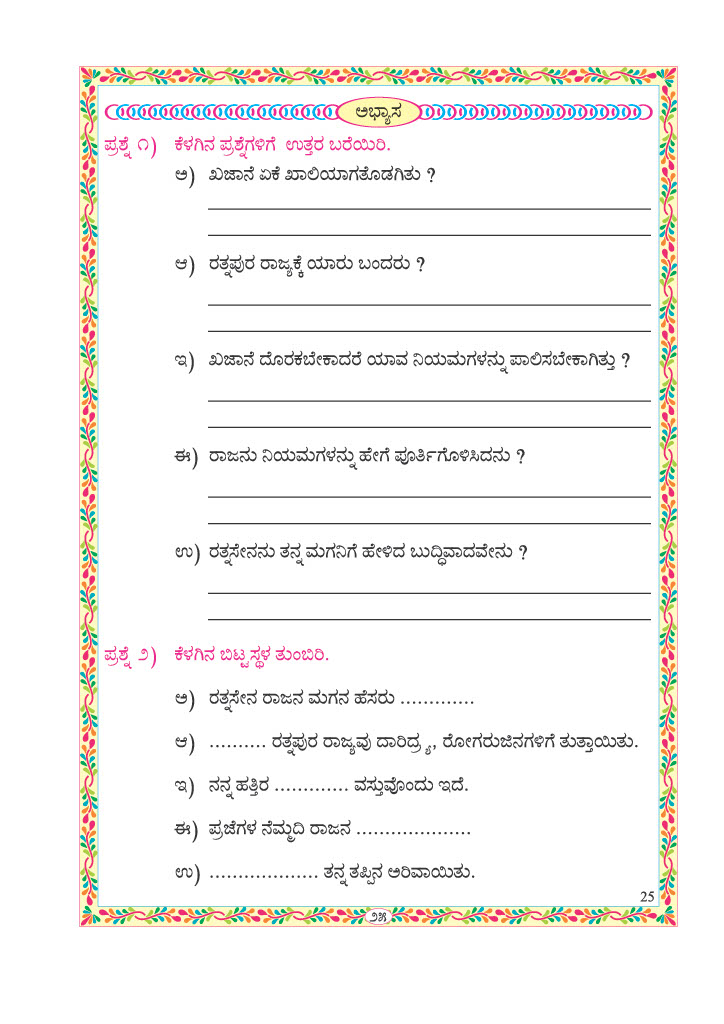 ಅಭ್ಯಾಸ
ಪ್ರಶ್ನೆ ೧) ಕೆಳಗಿನ ಪ್ರಶ್ನೆಗಳಿಗೆ ಉತ್ತರ ಬರೆಯಿರಿ.
ಅ) ಖಜಾನೆ ಏಕೆ ಖಾಲಿಯಾಗತೊಡಗಿತು ?
ಆ) ರತ್ನಪುರ ರಾಜ್ಯಕ್ಕೆ ಯಾರು ಬಂದರು ?
ಇ) ಖಜಾನೆ ದೊರಕಬೇಕಾದರೆ ಯಾವ ನಿಯಮಗಳನ್ನು ಪಾಲಿಸಬೇಕಾಗಿತ್ತು ?
ಈ) ರಾಜನು ನಿಯಮಗಳನ್ನು ಹೇಗೆ ಪೂರ್ತಿಗೊಳಿಸಿದನು ?
ಉ) ರತ್ನಸೇನನು ತನ್ನ ಮಗನಿಗೆ ಹೇಳಿದ ಬುದ್ಧಿವಾದವೇನು ?
ಪ್ರಶ್ನೆ ೨) ಕೆಳಗಿನ ಬಿಟ್ಟಸ್ಥಳ ತುಂಬಿರಿ.
ಅ) ರತ್ನಸೇನ ರಾಜನ ಮಗನ ಹೆಸರು .............
ಆ) .......... ರತ್ನಪುರ ರಾಜ್ಯವು ದಾರಿದ್ರ್ಯ, ರೋಗರುಜಿನಗಳಿಗೆ ತುತ್ತಾಯಿತು.
ಇ) ನನ್ನ ಹತ್ತಿರ ............. ವಸ್ತುವೊಂದು ಇದೆ.
ಈ) ಪ್ರಜೆಗಳ ನೆಮ್ಮದಿ ರಾಜನ ....................
ಉ) ................... ತನ್ನ ತಪ್ಪಿನ ಅರಿವಾಯಿತು.
25
೨೫